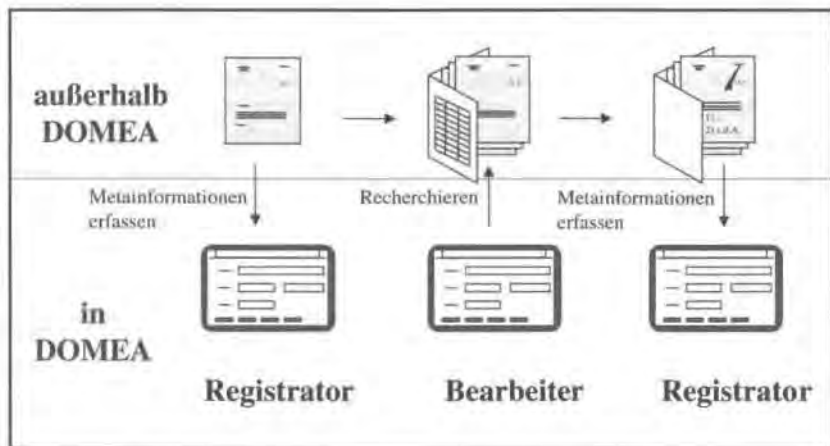 außerhalb
DOMEA
Metainformationen
erfassen
Recherchieren
Metainformationen
erfassen
in
DOMEA
Registrator
Bearbeiter
Registrator